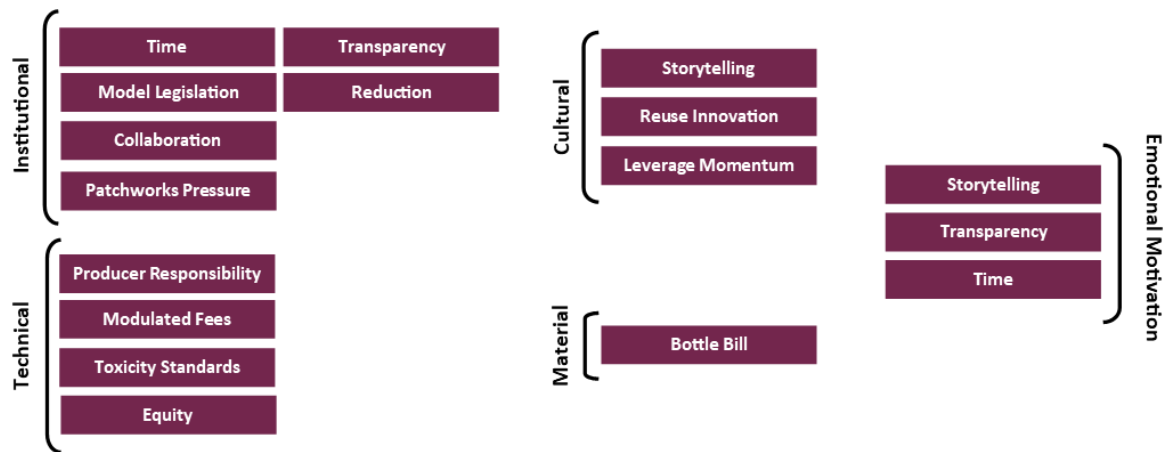 Institutional
Time
Transparency
Model Legislation
Reduction
Collaboration
Patchworks Pressure
Technical
Producer Responsibility
Modulated Fees
Toxicity Standards
Equity
Cultural
Storytelling
Reuse Innovation
Leverage Momentum
Material
Bottle Bill
Storytelling
Transparency
Time
Emotional Motivation